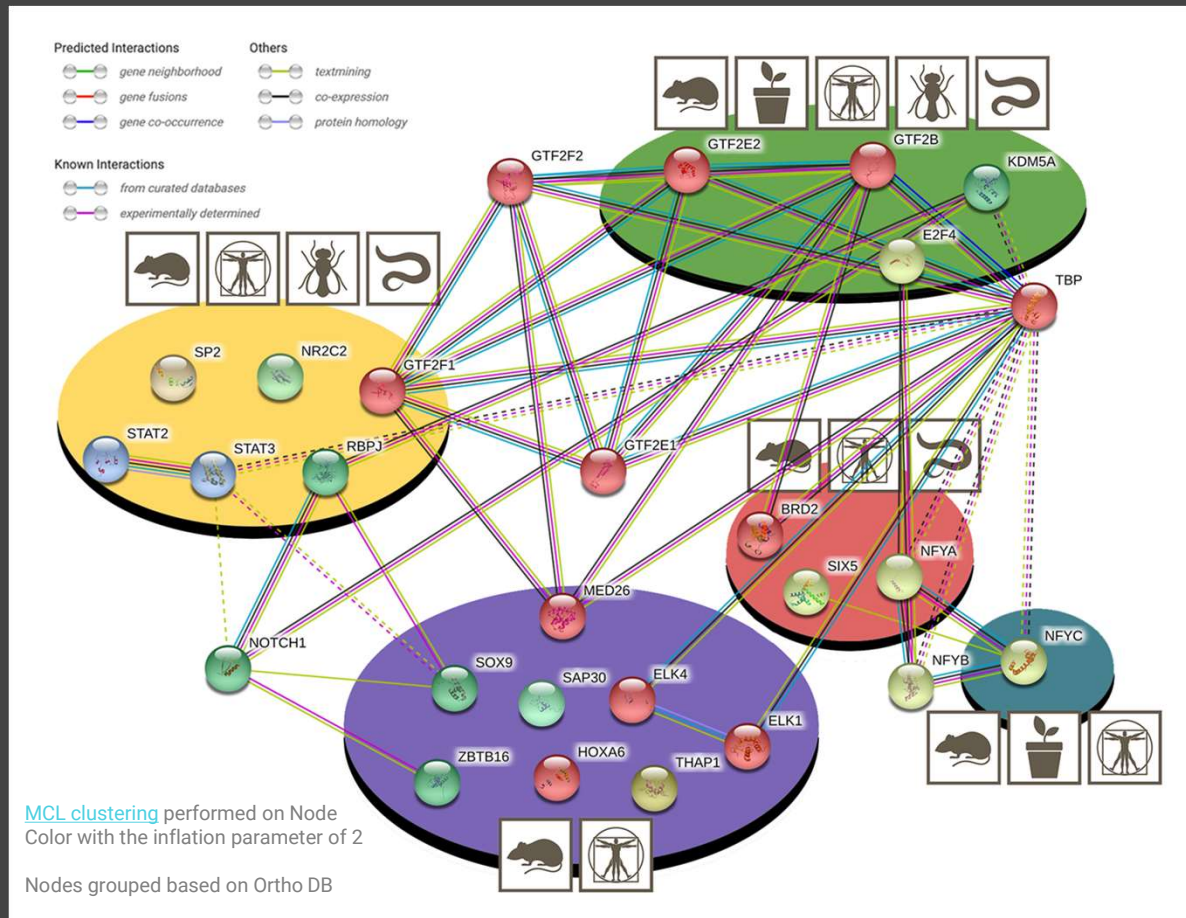 Predicted Interactions
gene neighborhood
gene fusions
gene co-occurrence
Others
textmining
co-expression
protein homology
Known Interactions
from curated databases
experimentally determined
GTF2F2
GTF2E2
GTF2B
KDM5A
E2F4
TBP
SP2
NR2C2
GTF2F1
STAT2
STAT3
RBPJ
GTF2E1
BRD2
SIX5
NFYA
NFYB
NFYC
MED26
NOTCH1
SOX9
SAP30
ELK4
ELK1
ZBTB16
HOXA6
THAP1
MCL clustering performed on Node
Color with the inflation parameter of 2
Nodes grouped based on Ortho DB